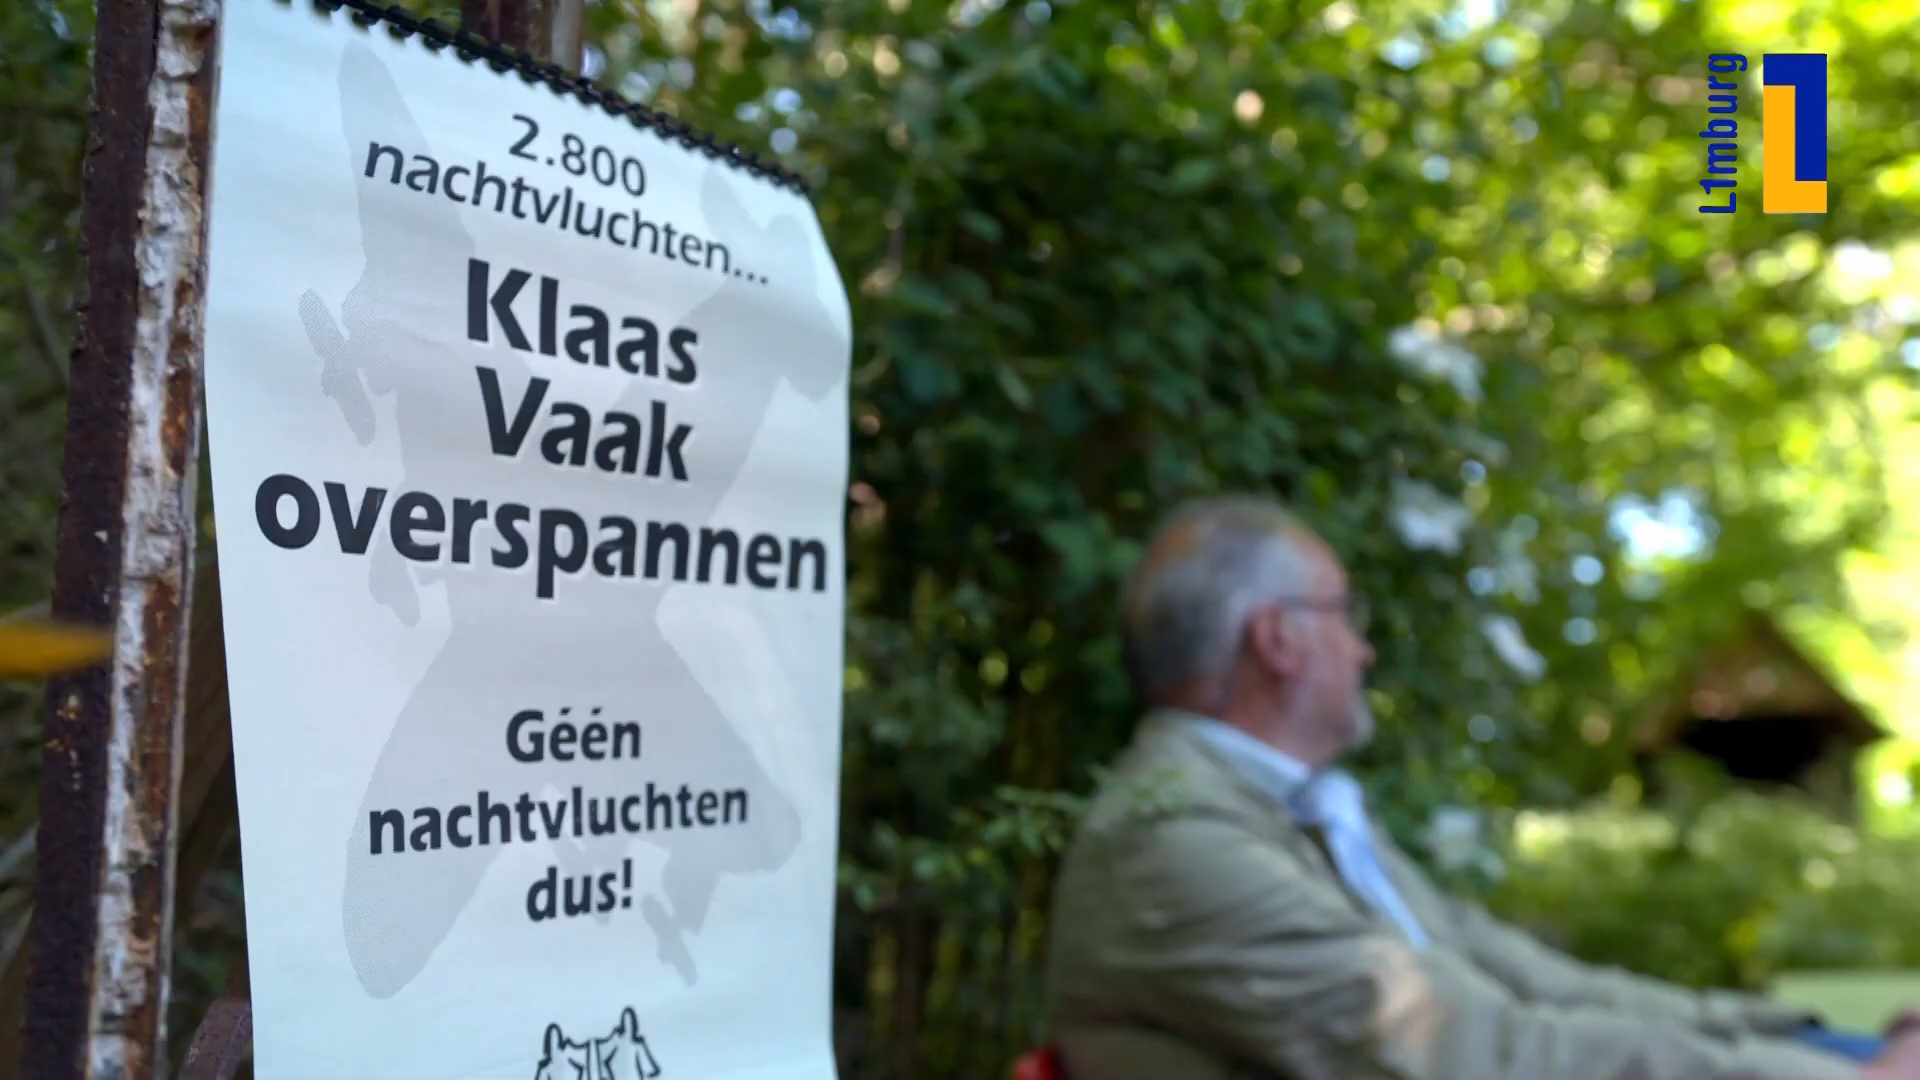 2.800
nachtvluchten...
Klaas
Vaak
overspannen
Géén
nachtvluchten
dus!
L1mburg